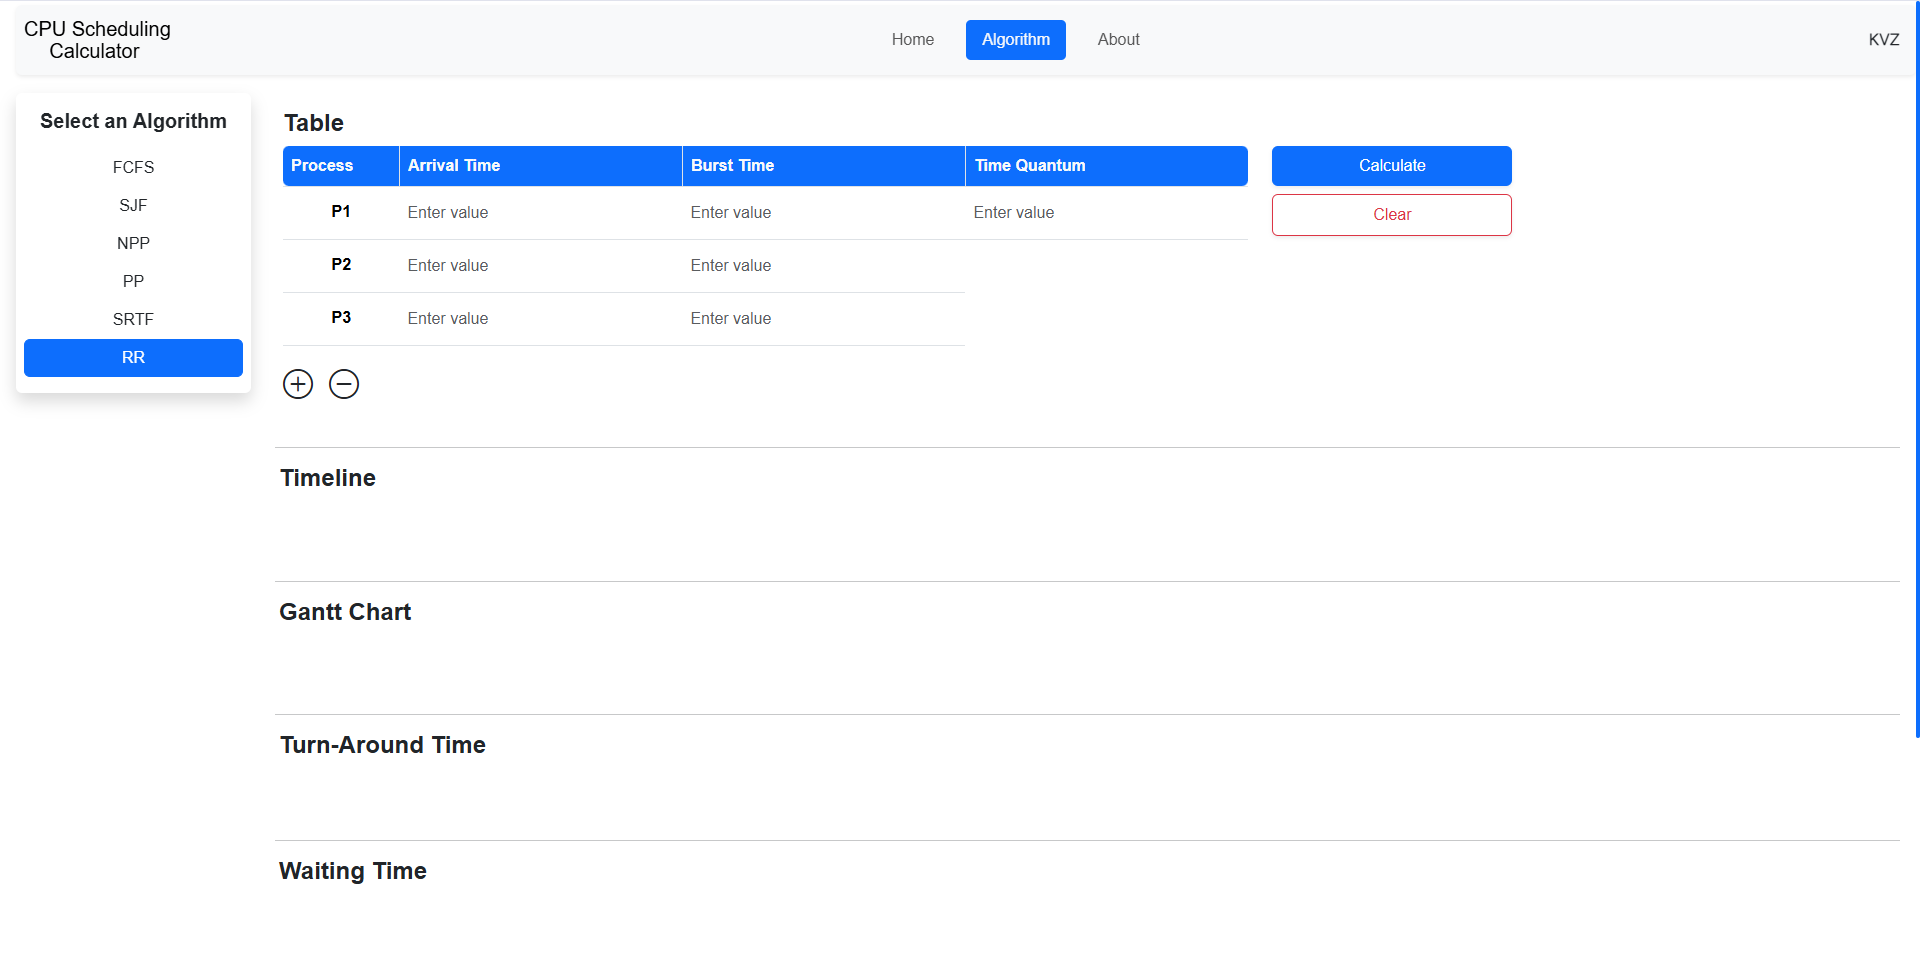 CPU Scheduling
Calculator
Home
Algorithm
About
KVZ
Select an Algorithm
FCFS
SJF
NPP
PP
SRTF
RR
Table
Process Arrival Time Burst Time Time Quantum
P1 Enter value Enter value Enter value
P2 Enter value Enter value
P3 Enter value Enter value
Calculate
Clear
Timeline
Gantt Chart
Turn-Around Time
Waiting Time